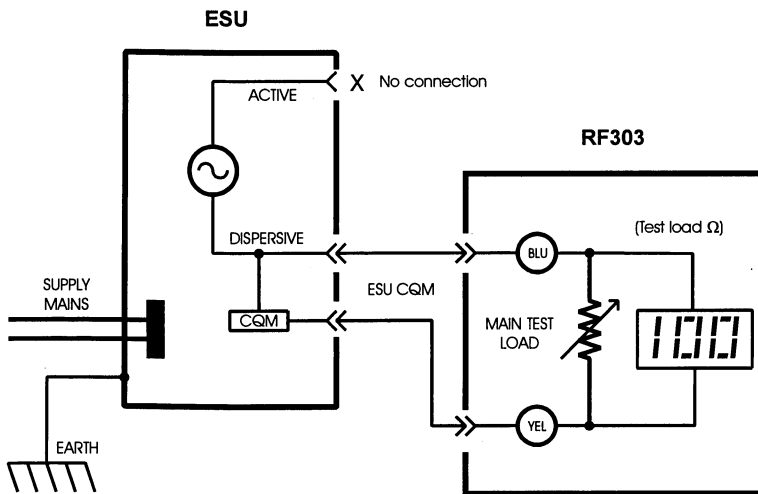 ESU
ACTIVE
X No connection
RF303
DISPERSIVE
(Test load Ω)
BLU
SUPPLY
MAINS
ESU CQM
CQM
MAIN TEST
LOAD
100
YEL
EARTH